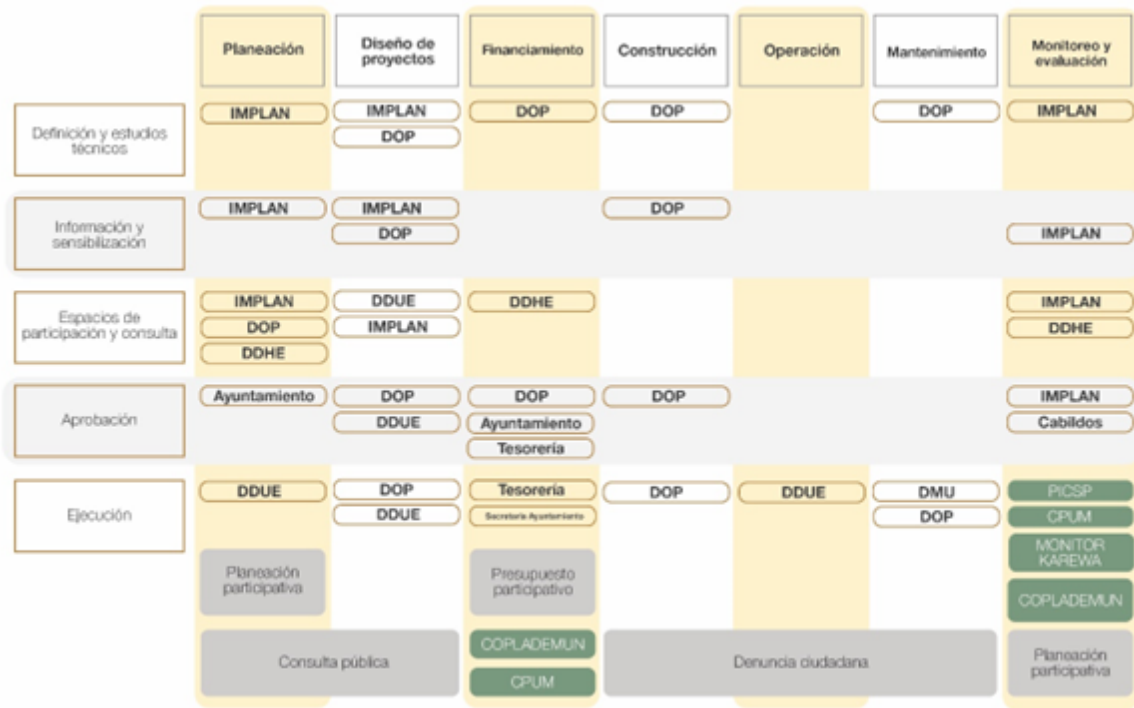 Planeación
Diseño de
proyectos
Financiamiento
Construcción
Operación
Mantenimiento
Monitoreo y
evaluación
Definición y estudios
técnicos
IMPLAN
IMPLAN
DOP
DOP
DOP
DOP
IMPLAN
DOP
Información y
sensibilización
IMPLAN
IMPLAN
DOP
DOP
IMPLAN
Espacios de
participación y consulta
IMPLAN
DDUE
DDHE
IMPLAN
DOP
IMPLAN
DDHE
DDHE
Aprobación
Ayuntamiento
DOP
DOP
DOP
IMPLAN
DDUE
Ayuntamiento
Cabildos
Tesorería
Ejecución
DDUE
DOP
Tesorería
DOP
DDUE
DMU
PICSP
DDUE
Secretaría Ayuntamiento
DOP
CPUM
MONITOR
KAREWA
Planeación
participativa
Presupuesto
participativo
COPLADEMUN
Consulta pública
COPLADEMUN
CPUM
Denuncia ciudadana
Planeación
participativa